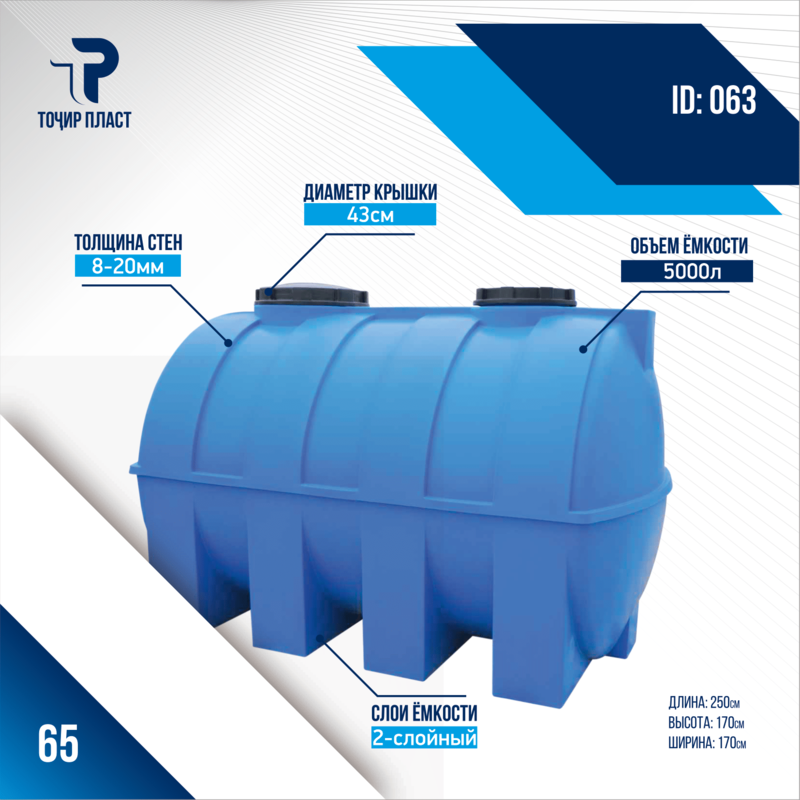 ТОҶИР ПЛАСТ
ID: 063
ДИАМЕТР КРЫШКИ
43см
ТОЛЩИНА СТЕН
8-20мм
ОБЪЕМ ЁМКОСТИ
5000л
СЛОИ ЁМКОСТИ
2-слойный
ДЛИНА: 250см
ВЫСОТА: 170см
ШИРИНА: 170см
65